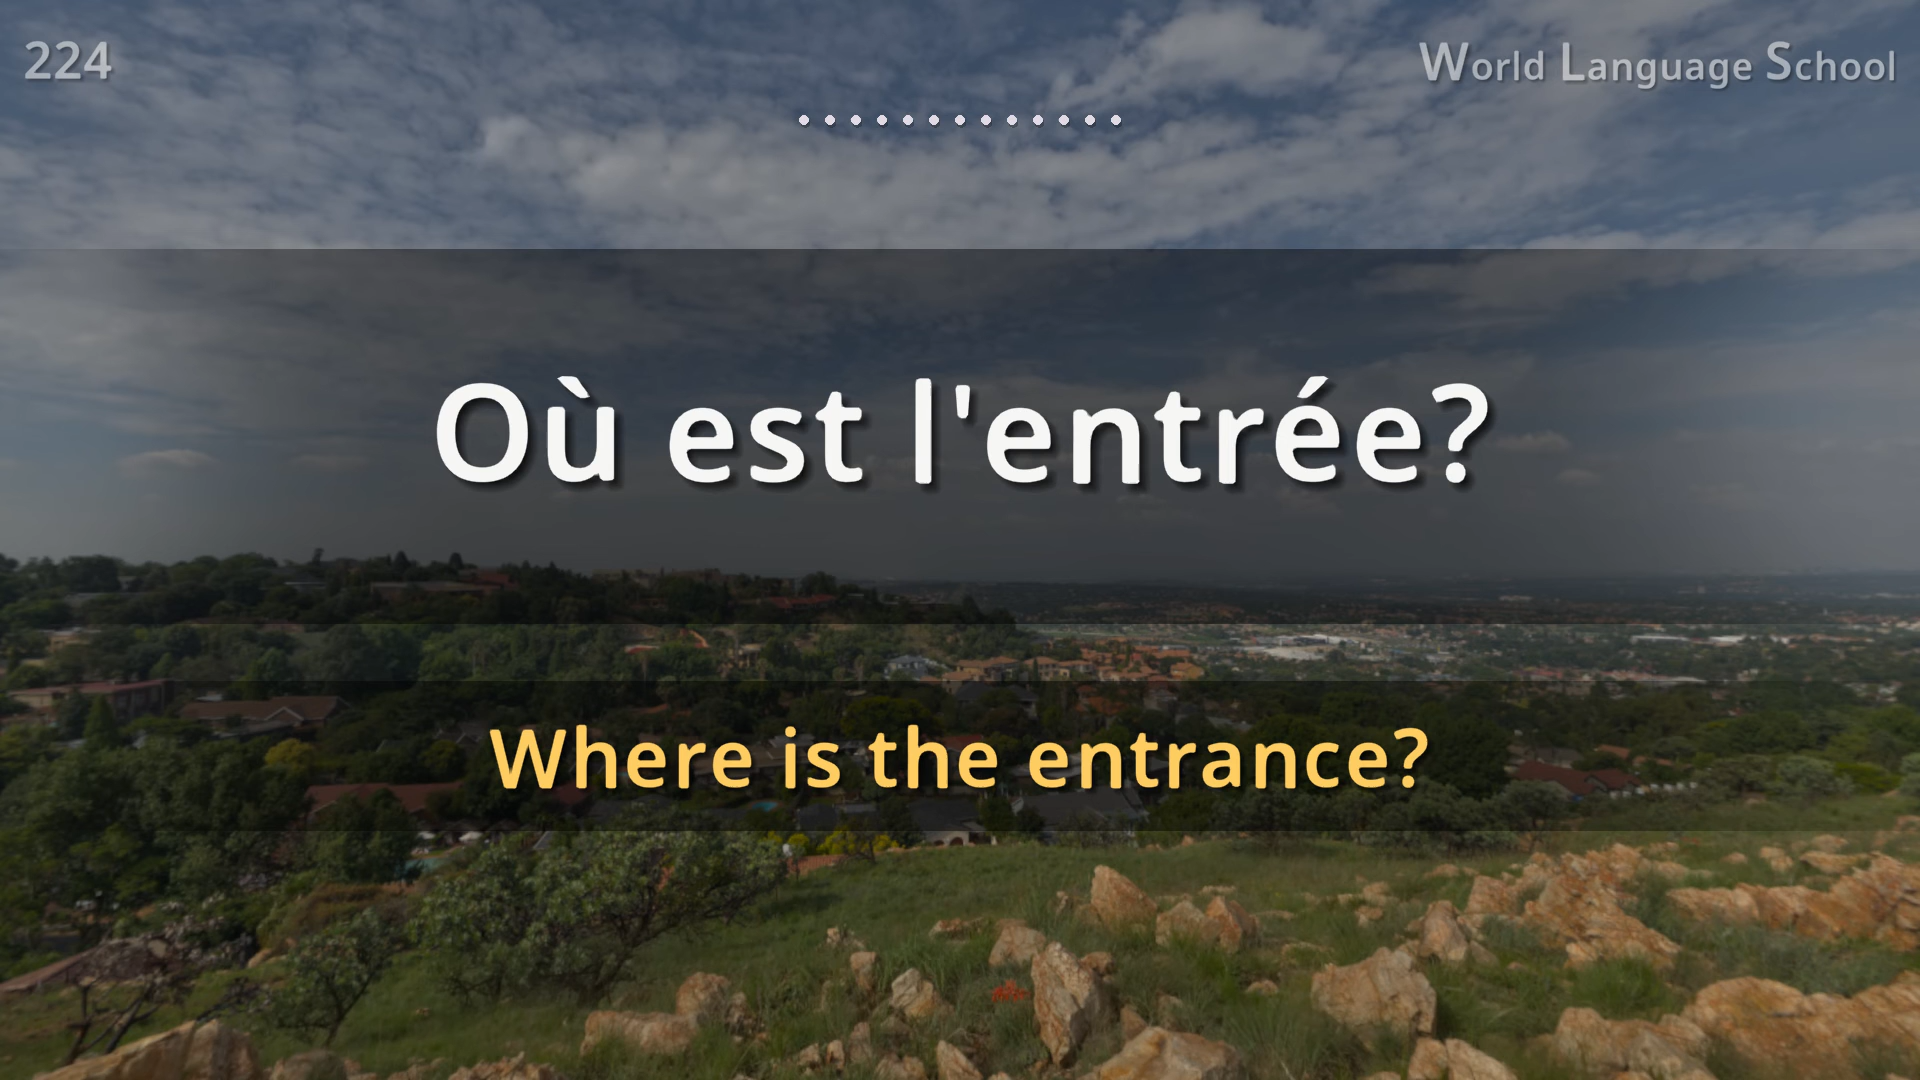 224
World Language School
Où est l'entrée?
Where is the entrance?